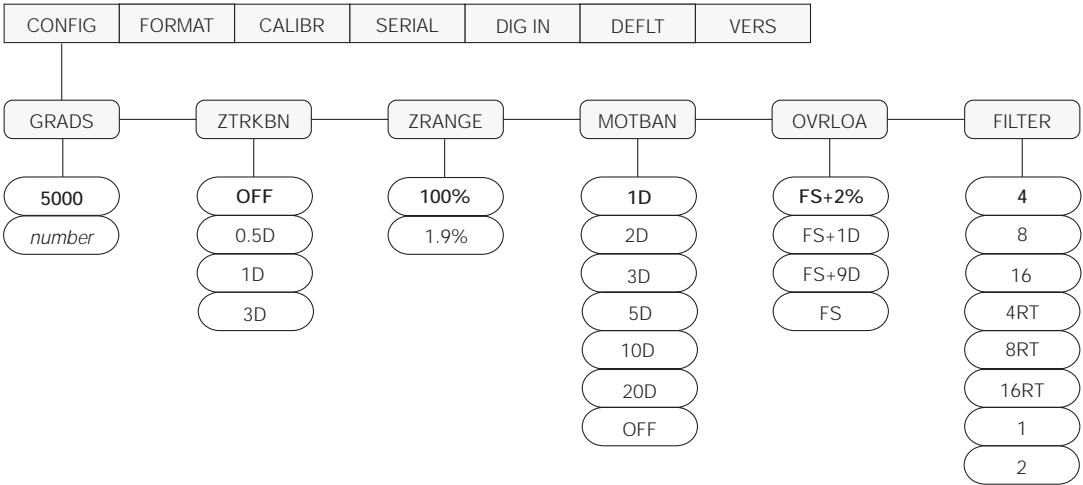 CONFIG FORMAT CALIBR SERIAL DIG IN DEFLT VERS
GRADS ZTRKBN ZRANGE MOTBAN OVRLOA FILTER
5000 OFF 100% 1D FS+2% 4
number 0.5D 1.9% 2D FS+1D 8
1D 3D FS+9D 16
3D 5D FS 4RT
10D 8RT
20D 16RT
OFF 1
2